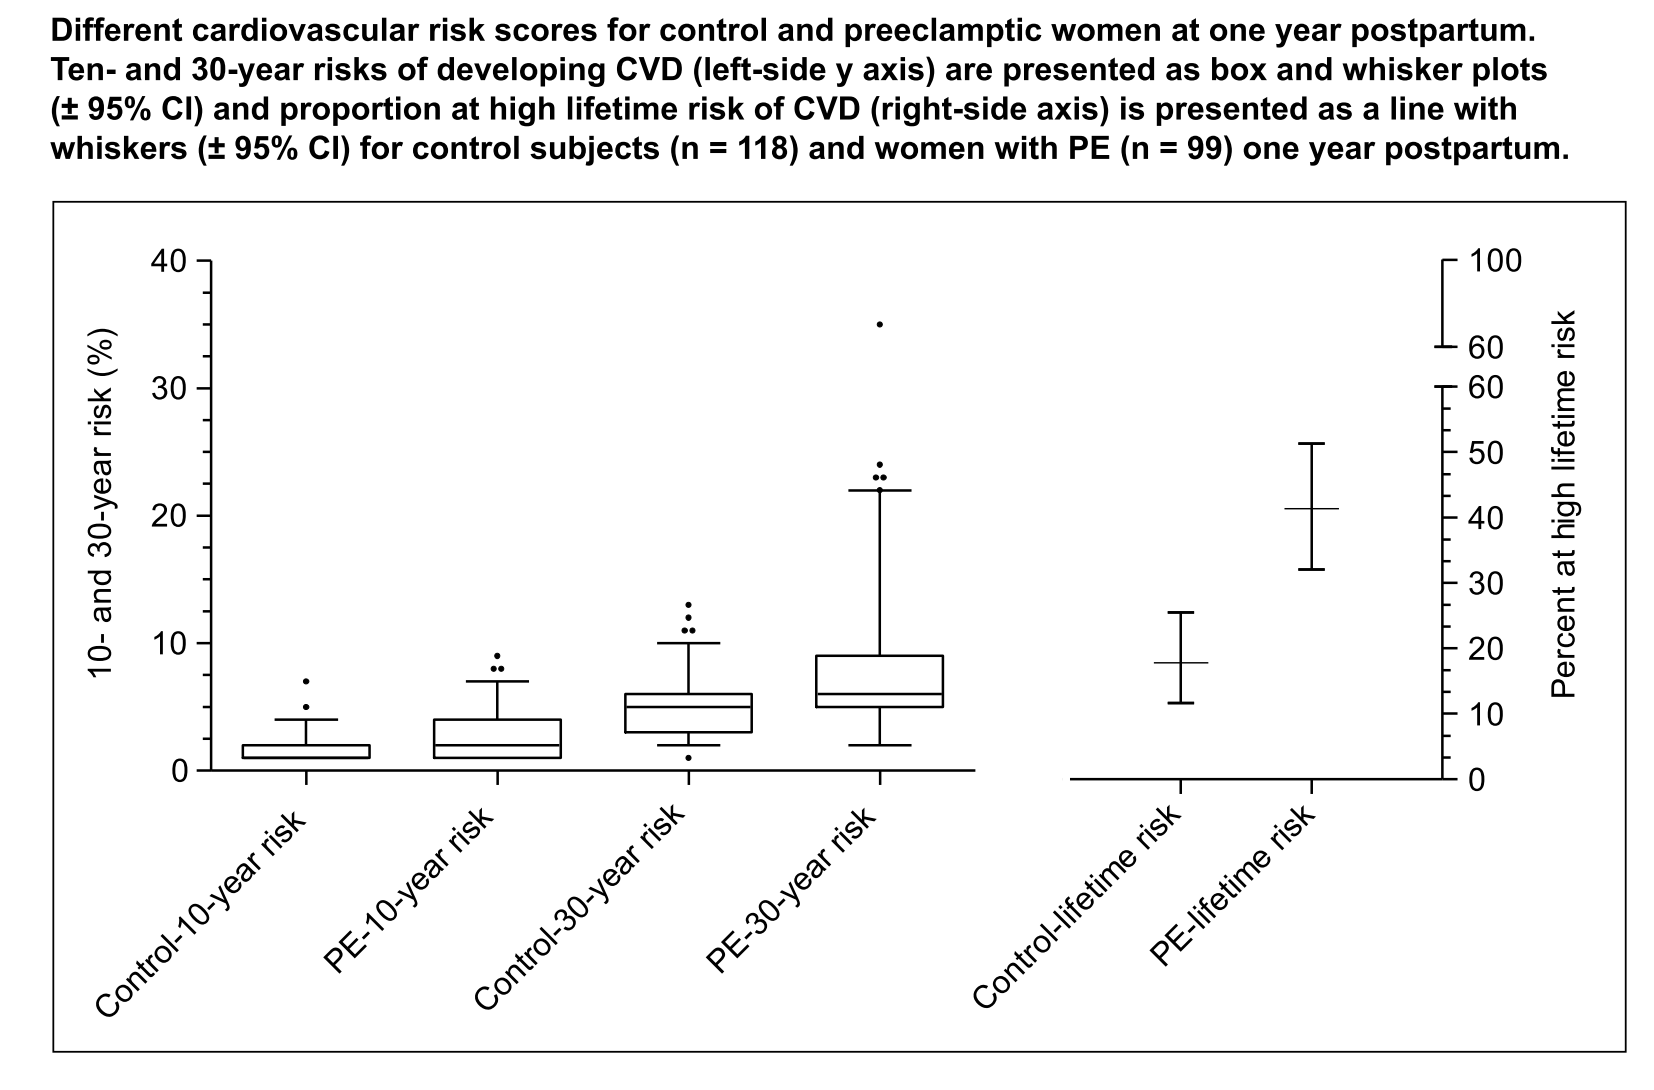 Different cardiovascular risk scores for control and preeclamptic women at one year postpartum.
Ten- and 30-year risks of developing CVD (left-side y axis) are presented as box and whisker plots
(± 95% CI) and proportion at high lifetime risk of CVD (right-side axis) is presented as a line with
whiskers (± 95% CI) for control subjects (n = 118) and women with PE (n = 99) one year postpartum.
10- and 30-year risk (%)
40
30
20
10
0
Control-10-year risk
PE-10-year risk
Control-30-year risk
PE-30-year risk
Control-lifetime risk
PE-lifetime risk
100
60
60
50
40
30
20
10
0
Percent at high lifetime risk